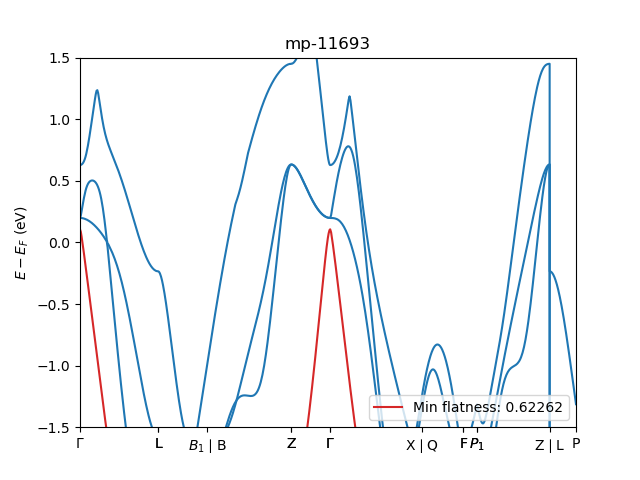 mp-11693
E − E_F (eV)
1.5
1.0
0.5
0.0
−0.5
−1.0
−1.5
Min flatness: 0.62262
Γ L B₁ | B Z Γ X | Q F P₁ Z | L P